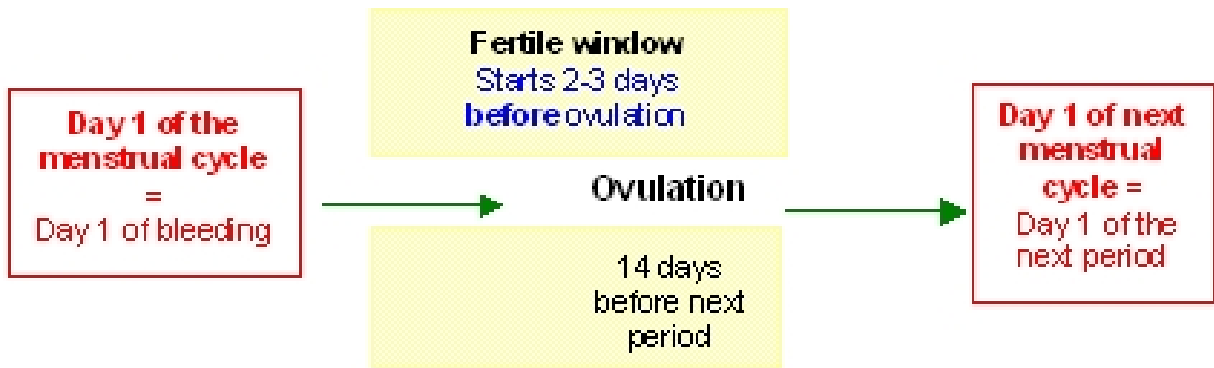 Day 1 of the
menstrual cycle
=
Day 1 of bleeding
Fertile window
Starts 2-3 days
before ovulation
Ovulation
14 days
before next
period
Day 1 of next
menstrual
cycle =
Day 1 of the
next period